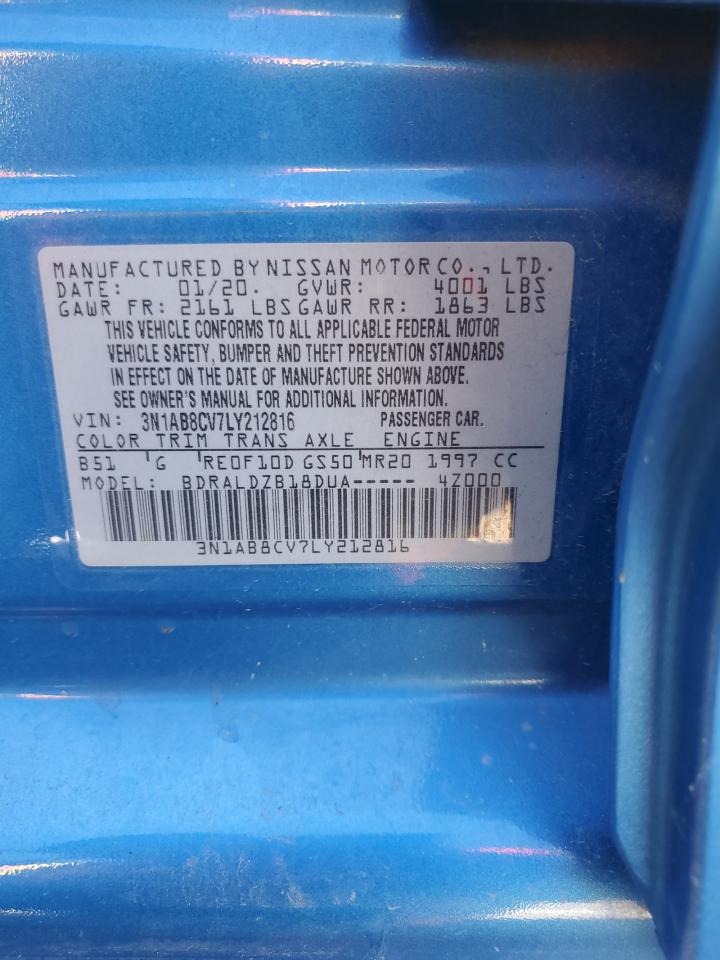 MANUFACTURED BY NISSAN MOTOR CO., LTD.
DATE: 01/20. GVWR: 4001 LBS
GAWR FR: 2161 LBS GAWR RR: 1863 LBS
THIS VEHICLE CONFORMS TO ALL APPLICABLE FEDERAL MOTOR
VEHICLE SAFETY, BUMPER AND THEFT PREVENTION STANDARDS
IN EFFECT ON THE DATE OF MANUFACTURE SHOWN ABOVE.
SEE OWNER'S MANUAL FOR ADDITIONAL INFORMATION.
VIN: 3N1AB8CV7LY212816 PASSENGER CAR.
COLOR TRIM TRANS AXLE ENGINE
B51 G RE0F10D GS50 MR20 1997 CC
MODEL: BDRALDZB18DUA----- 4Z000
3N1AB8CV7LY212816